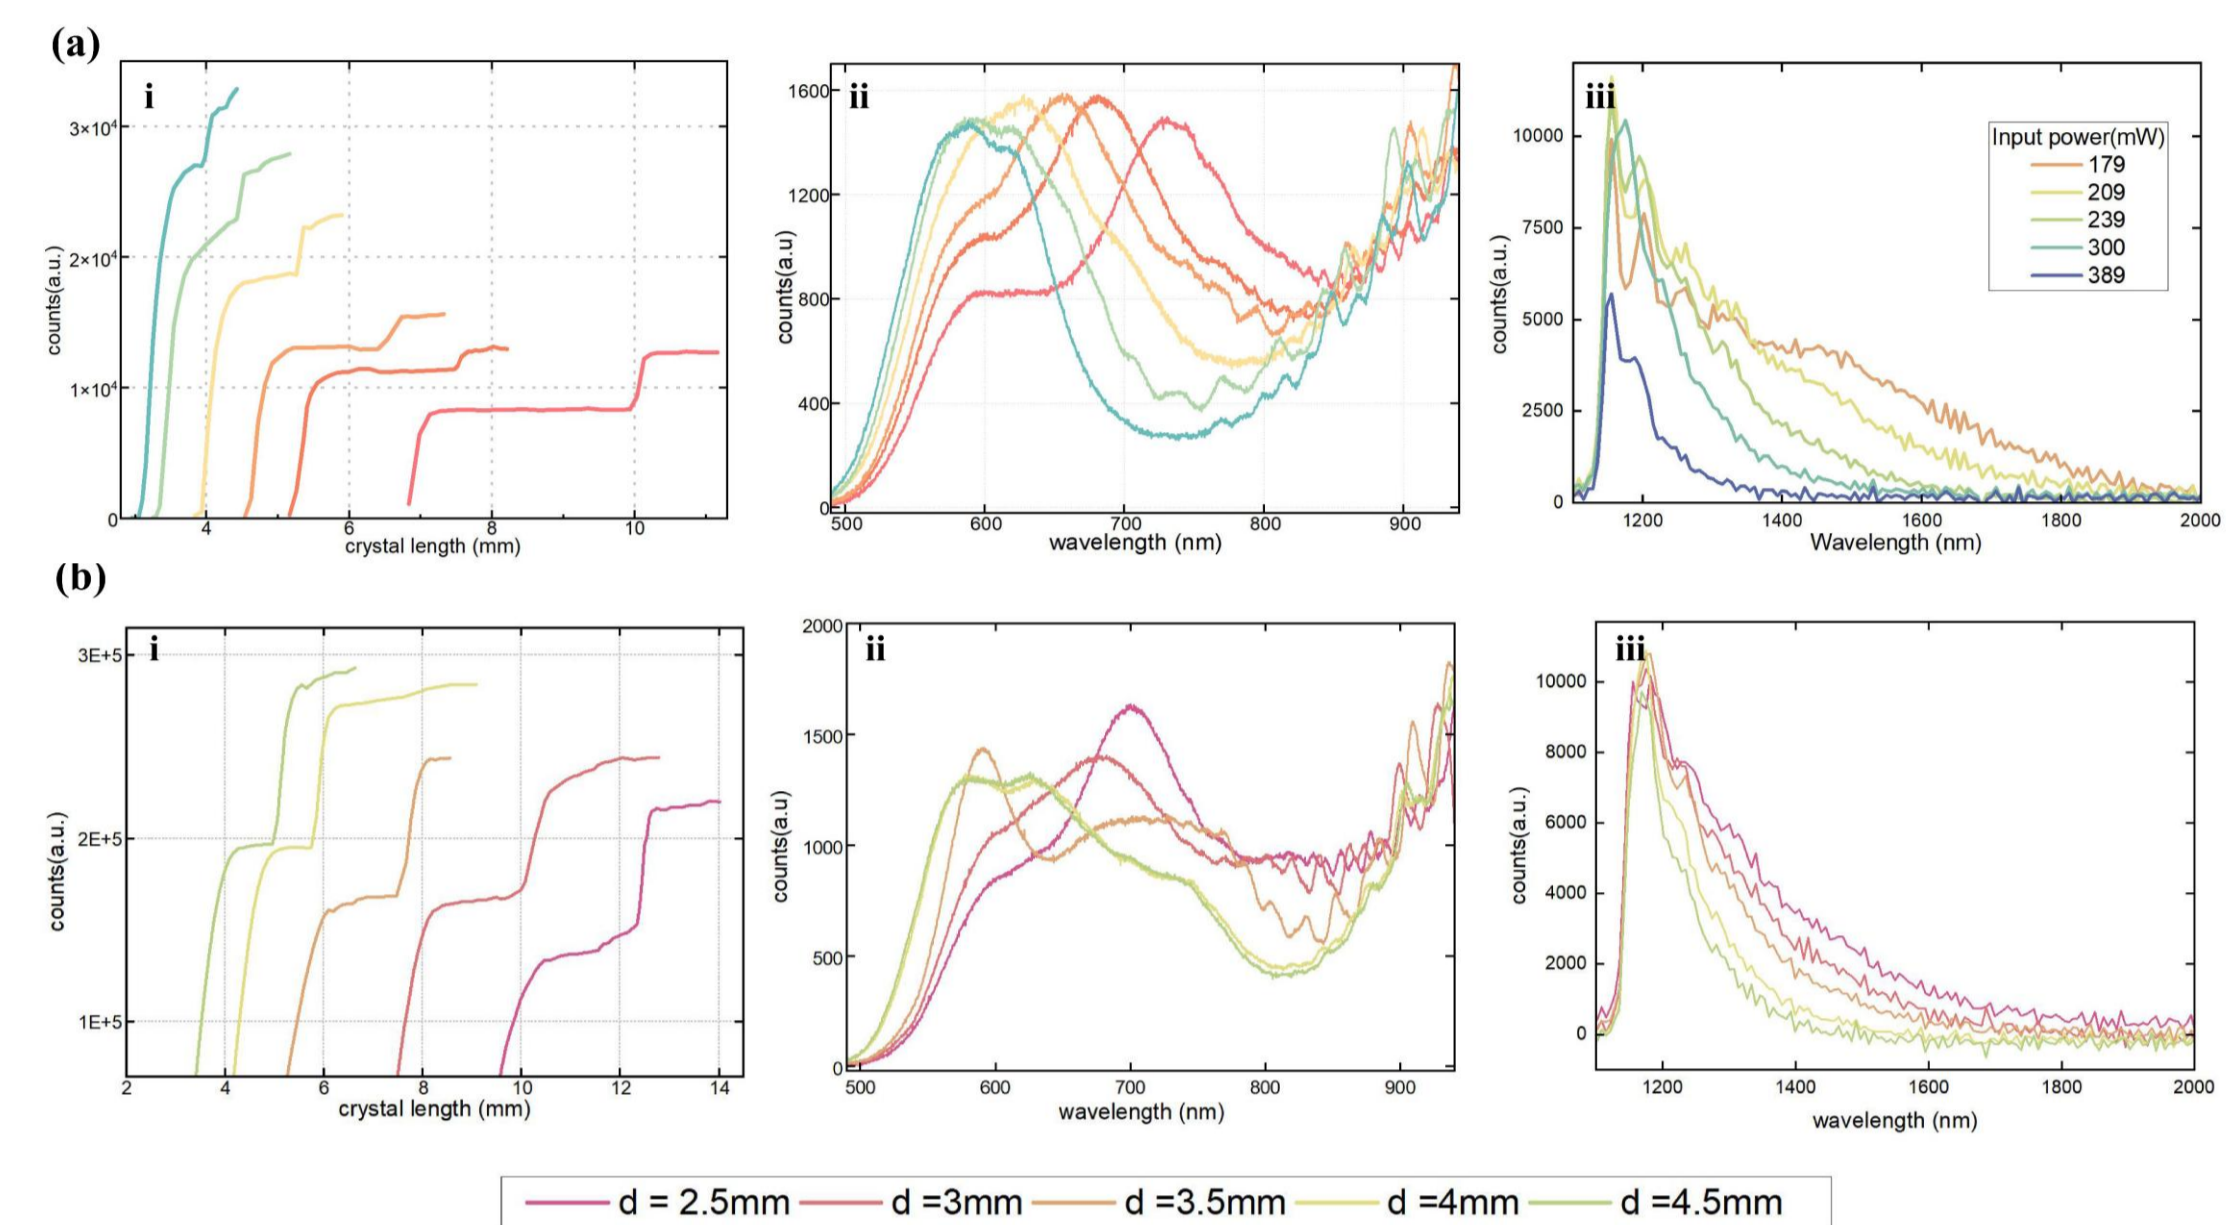 (a)
i
3×10⁴
2×10⁴
1×10⁴
0
4
6
8
10
counts(a.u.)
crystal length (mm)
ii
1600
1200
800
400
0
500
600
700
800
900
counts(a.u)
wavelength (nm)
iii
10000
7500
5000
2500
0
1200
1400
1600
1800
2000
counts(a.u.)
Wavelength (nm)
Input power(mW)
179
209
239
300
389
(b)
i
3E+5
2E+5
1E+5
2
4
6
8
10
12
14
counts(a.u.)
crystal length (mm)
ii
2000
1500
1000
500
0
500
600
700
800
900
counts(a.u)
wavelength (nm)
iii
10000
8000
6000
4000
2000
0
1200
1400
1600
1800
2000
counts(a.u.)
wavelength (nm)
d = 2.5mm
d =3mm
d =3.5mm
d =4mm
d =4.5mm